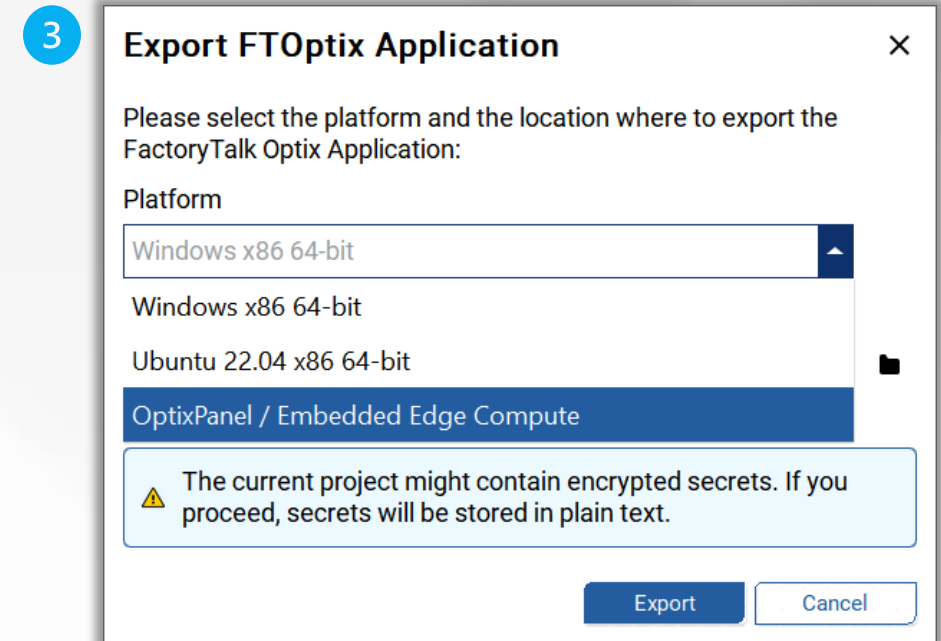 3
Export FTOptix Application
Please select the platform and the location where to export the
FactoryTalk Optix Application:
Platform
Windows x86 64-bit
Windows x86 64-bit
Ubuntu 22.04 x86 64-bit
OptixPanel / Embedded Edge Compute
The current project might contain encrypted secrets. If you
proceed, secrets will be stored in plain text.
Export
Cancel